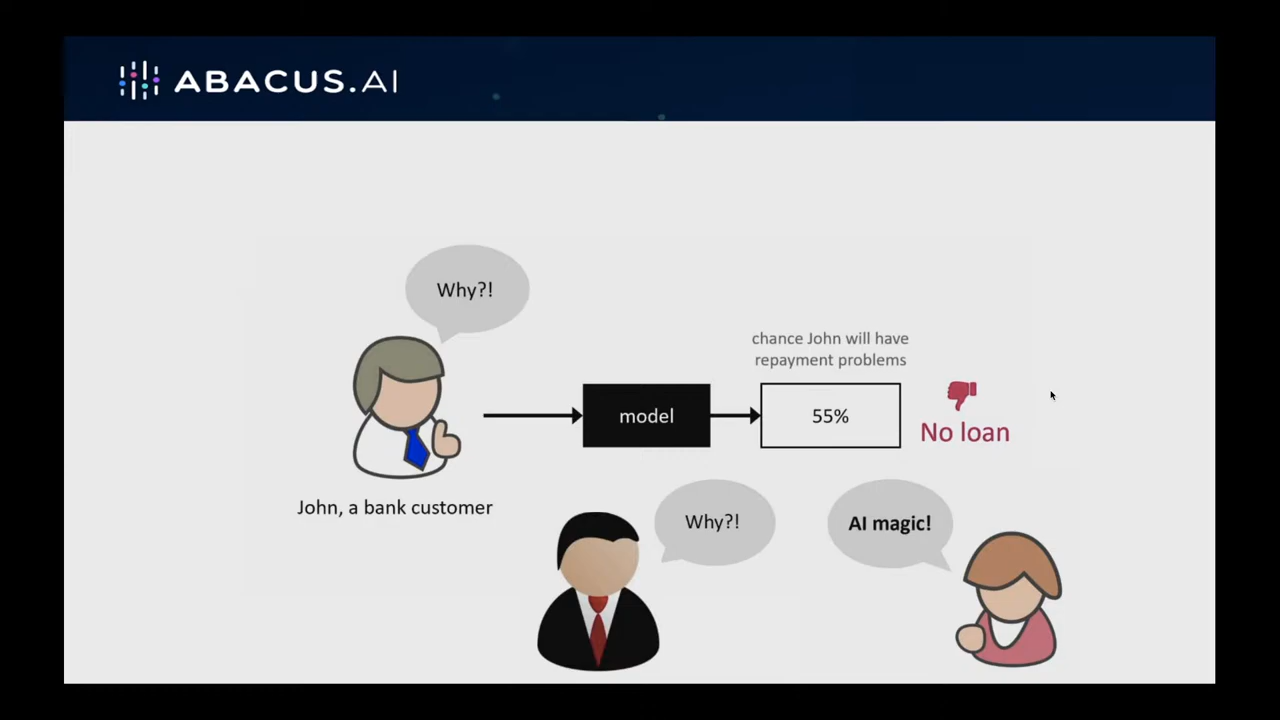 ABACUS.AI
Why?!
chance John will have
repayment problems
model
55%
No loan
John, a bank customer
Why?!
AI magic!